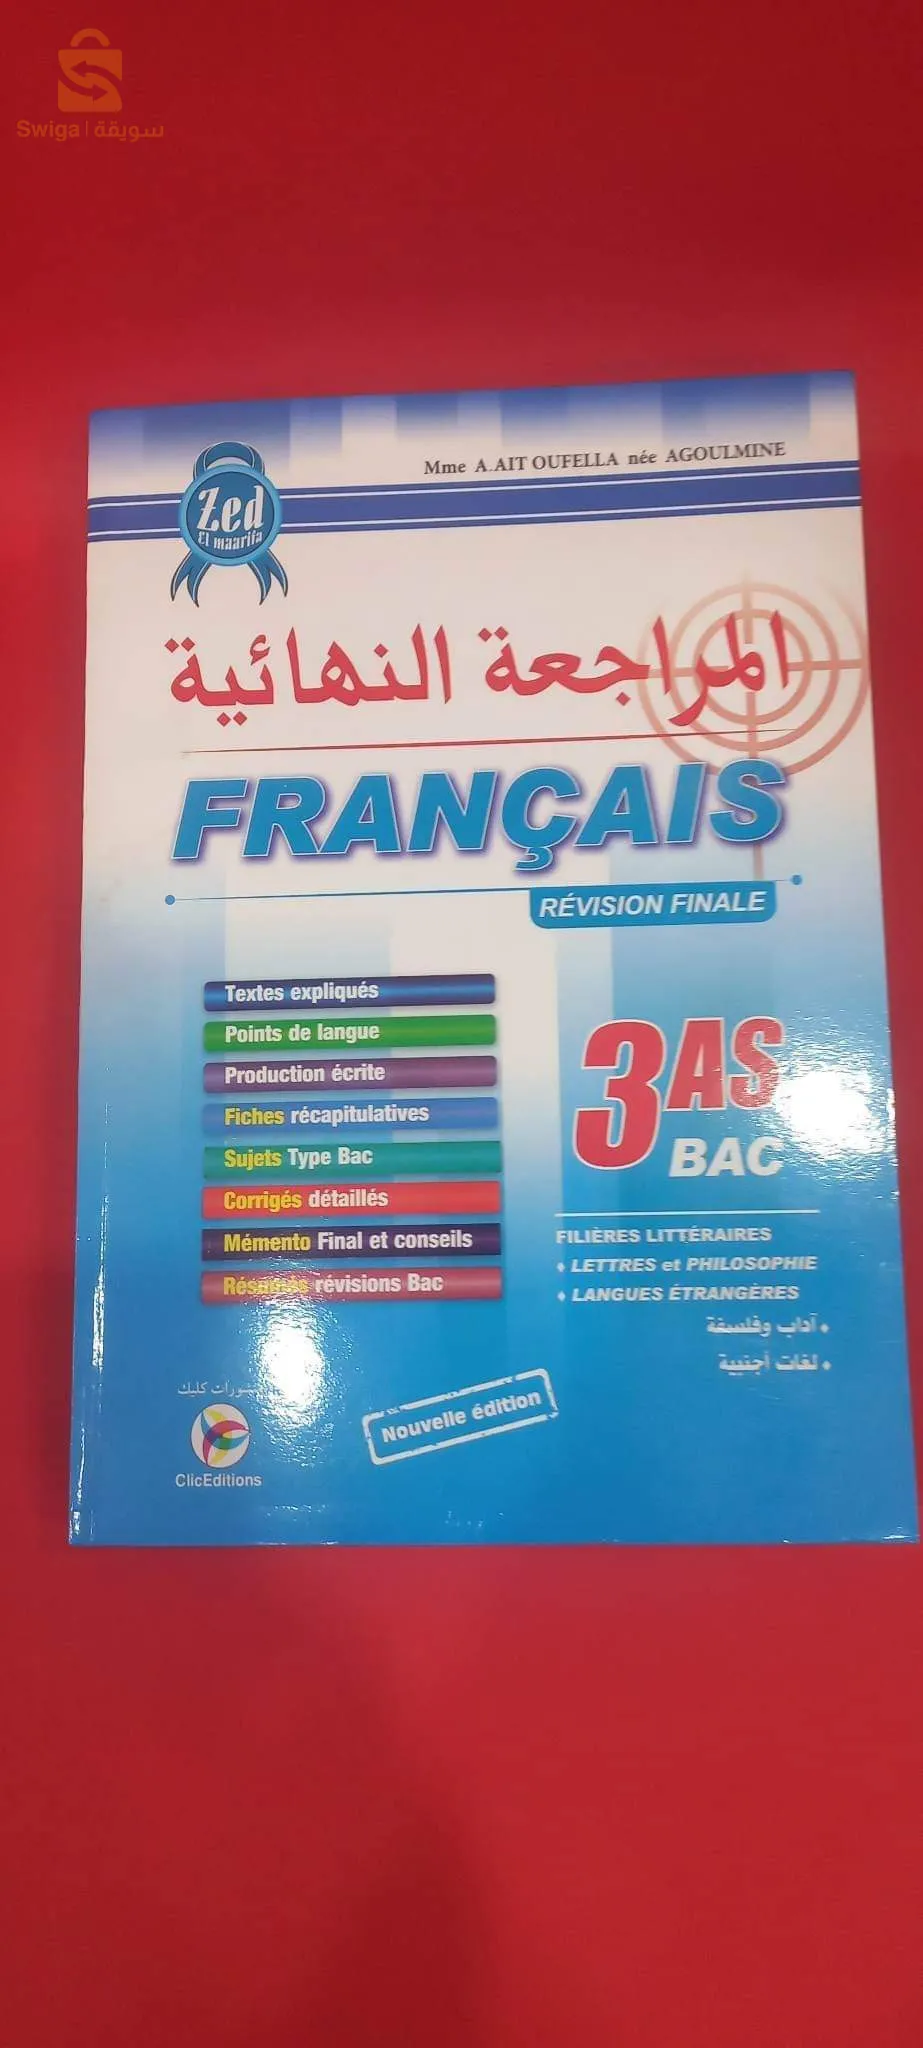 Swiga | سويقة
Mme A.AIT OUFELLA née AGOULMINE
Zed
El maarifa
المراجعة النهائية
FRANÇAIS
RÉVISION FINALE
Textes expliqués
Points de langue
Production écrite
Fiches récapitulatives
Sujets Type Bac
Corrigés détaillés
Mémento Final et conseils
Résumés révisions Bac
3AS
BAC
FILIÈRES LITTÉRAIRES
• LETTRES et PHILOSOPHIE
• LANGUES ÉTRANGÈRES
• آداب وفلسفة
• لغات أجنبية
Nouvelle édition
كليك
ClicEditions